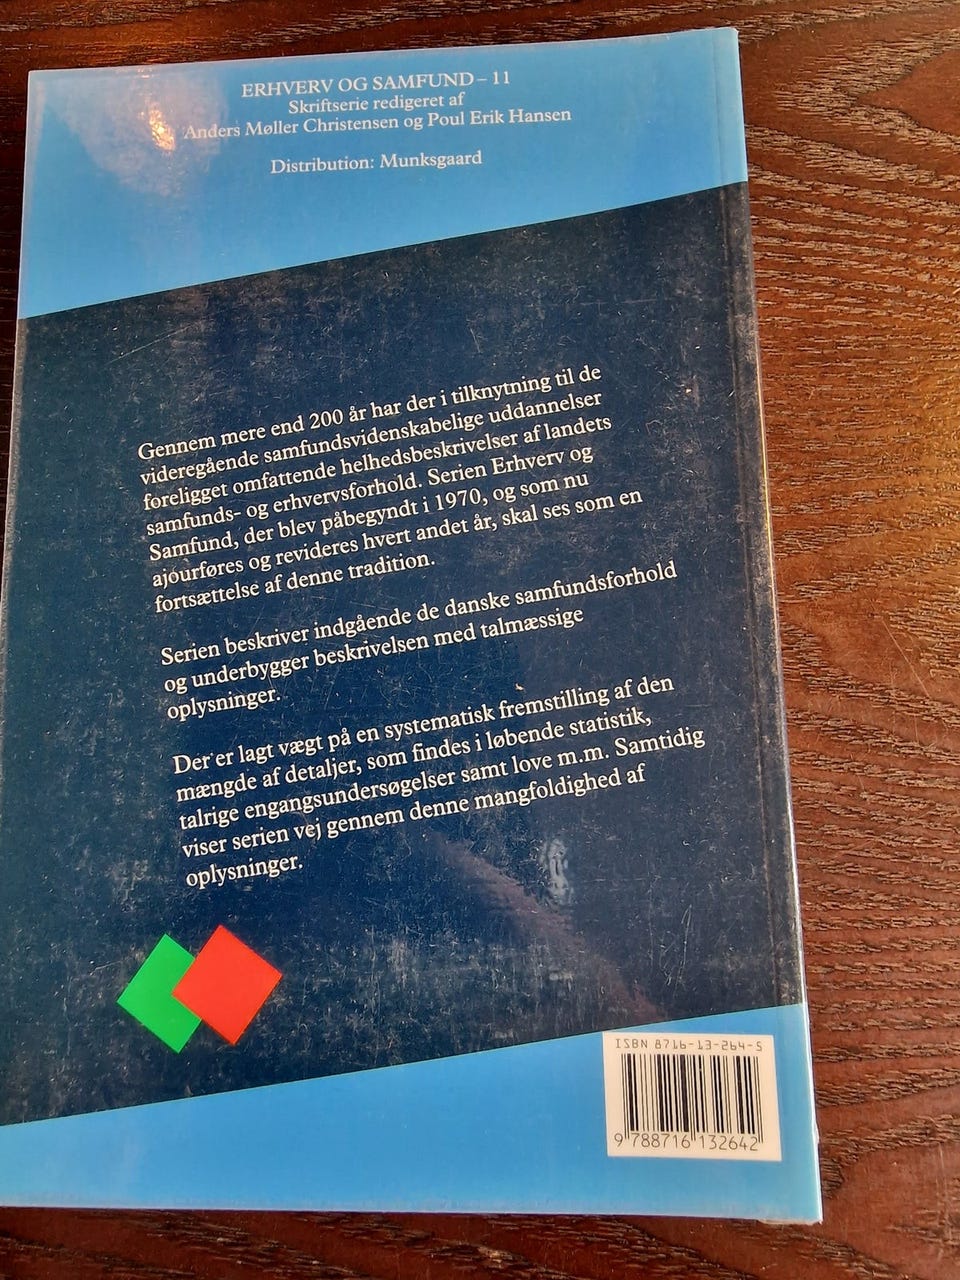 ERHVERV OG SAMFUND – 11
Skriftserie redigeret af
Anders Møller Christensen og Poul Erik Hansen
Distribution: Munksgaard
Gennem mere end 200 år har der i tilknytning til de
videregående samfundsvidenskabelige uddannelser
foreligget omfattende helhedsbeskrivelser af landets
samfunds- og erhvervsforhold. Serien Erhverv og
Samfund, der blev påbegyndt i 1970, og som nu
ajourføres og revideres hvert andet år, skal ses som en
fortsættelse af denne tradition.
Serien beskriver indgående de danske samfundsforhold
og underbygger beskrivelsen med talmæssige
oplysninger.
Der er lagt vægt på en systematisk fremstilling af den
mængde af detaljer, som findes i løbende statistik,
talrige engangsundersøgelser samt love m.m. Samtidig
viser serien vej gennem denne mangfoldighed af
oplysninger.
ISBN 8716-13-264-5
9 788716 132642